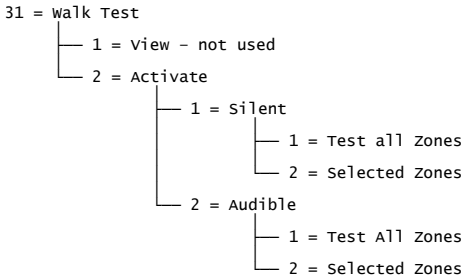 31 = Walk Test
1 = View – not used
2 = Activate
1 = Silent
1 = Test all Zones
2 = Selected Zones
2 = Audible
1 = Test All Zones
2 = Selected Zones